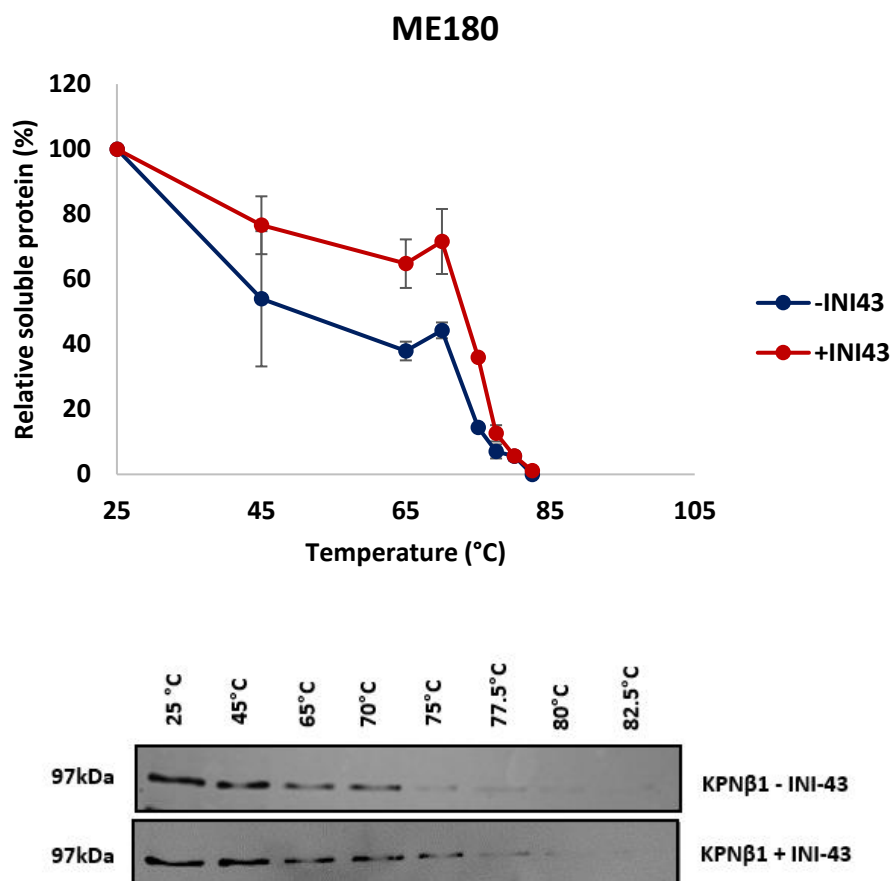 ME180
Relative soluble protein (%)
120
100
80
60
40
20
0
25 45 65 85 105
Temperature (°C)
-INI43
+INI43
25 °C 45°C 65°C 70°C 75°C 77.5°C 80°C 82.5°C
97kDa KPNβ1 - INI-43
97kDa KPNβ1 + INI-43